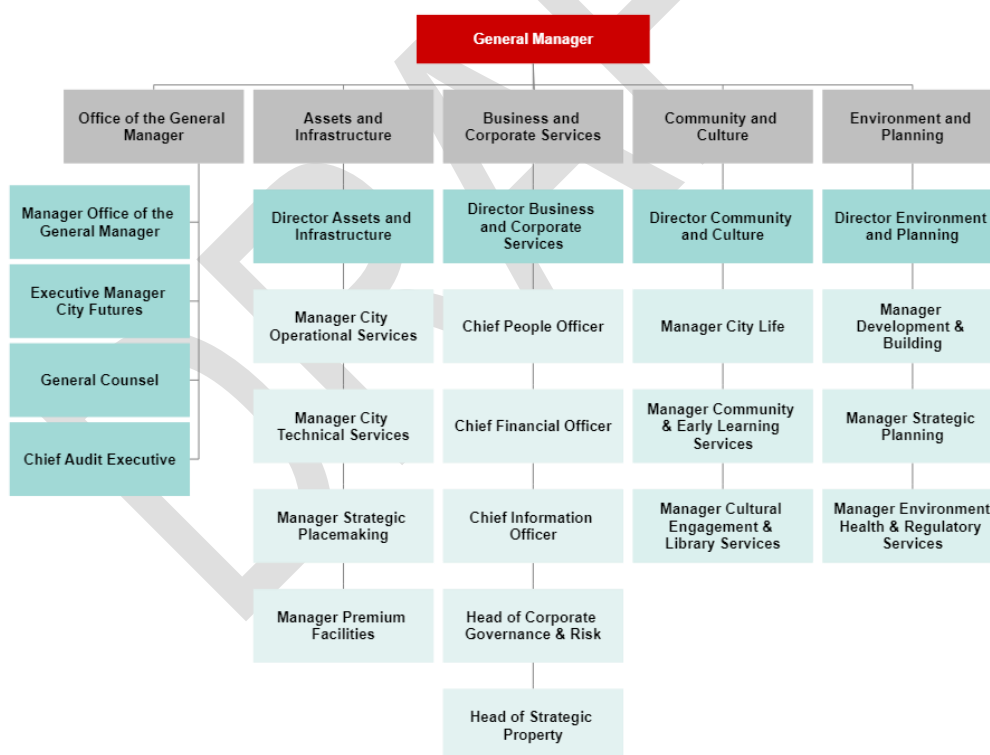 General Manager
Office of the General
Manager
Assets and
Infrastructure
Business and
Corporate Services
Community and
Culture
Environment and
Planning
Manager Office of the
General Manager
Executive Manager
City Futures
General Counsel
Chief Audit Executive
Director Assets and
Infrastructure
Manager City
Operational Services
Manager City
Technical Services
Manager Strategic
Placemaking
Manager Premium
Facilities
Director Business
and Corporate
Services
Chief People Officer
Chief Financial Officer
Chief Information
Officer
Head of Corporate
Governance & Risk
Head of Strategic
Property
Director Community
and Culture
Manager City Life
Manager Community
& Early Learning
Services
Manager Cultural
Engagement &
Library Services
Director Environment
and Planning
Manager
Development &
Building
Manager Strategic
Planning
Manager Environment,
Health & Regulatory
Services